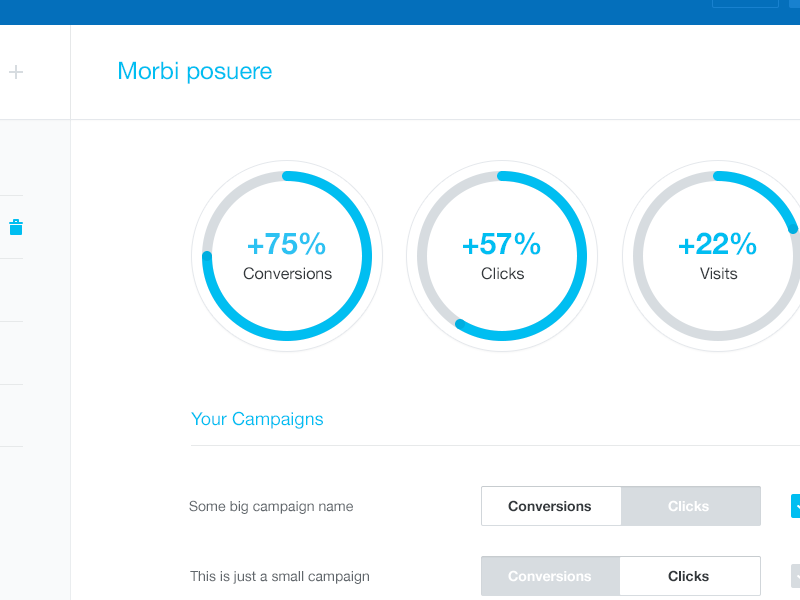 Morbi posuere
+75%
Conversions
+57%
Clicks
+22%
Visits
Your Campaigns
Some big campaign name
Conversions
Clicks
This is just a small campaign
Conversions
Clicks